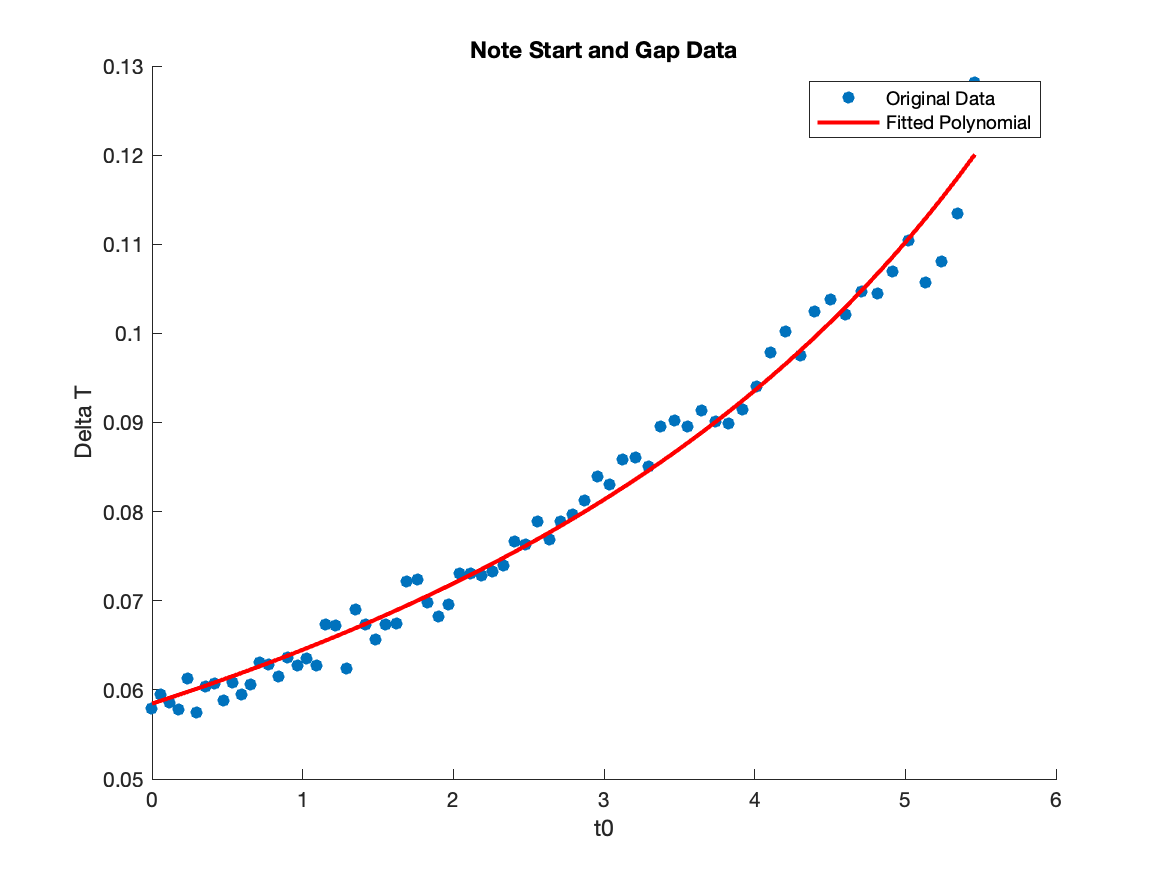 Note Start and Gap Data
Original Data
Fitted Polynomial
0.13
0.12
0.11
0.1
0.09
0.08
0.07
0.06
0.05
Delta T
0 1 2 3 4 5 6
t0